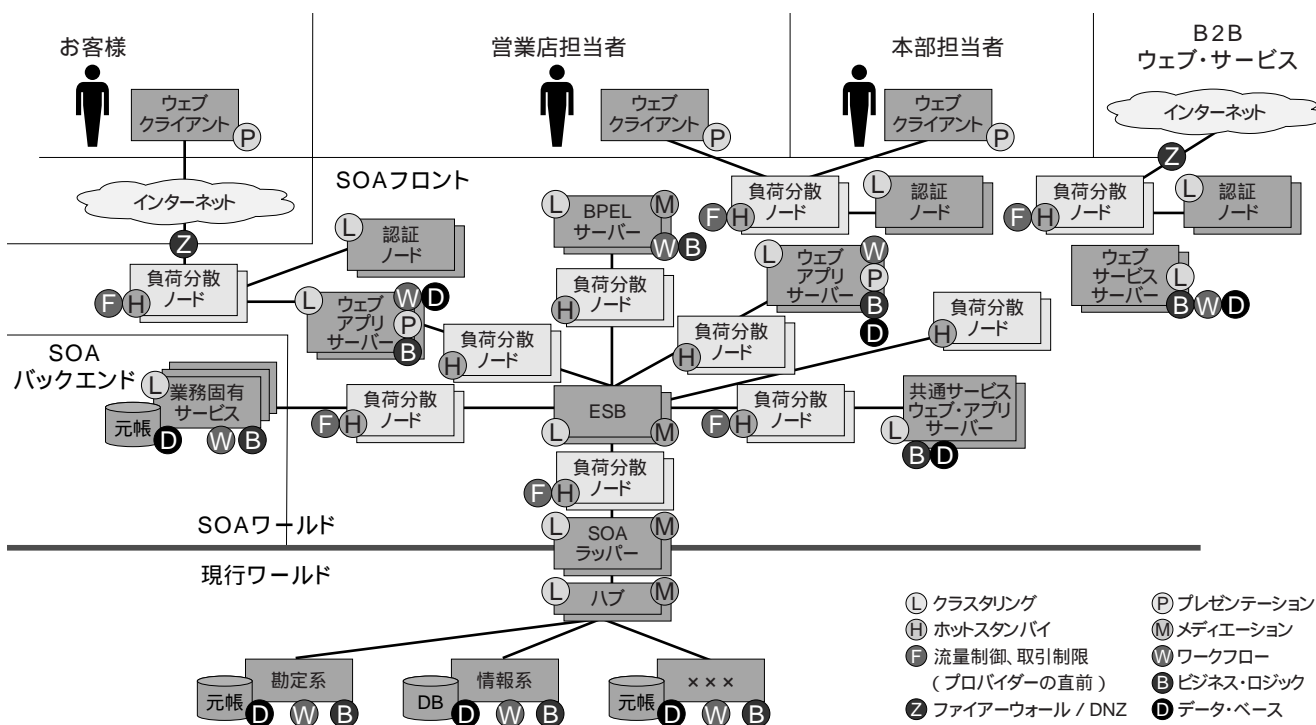 お客様
営業店担当者
本部担当者
B2B
ウェブ・サービス
ウェブ
クライアント
P
ウェブ
クライアント
P
ウェブ
クライアント
P
インターネット
Z
インターネット
Z
SOAフロント
負荷分散
ノード
F H
L
認証
ノード
L
ウェブ
アプリ
サーバー
W D
P
B
L
BPEL
サーバー
M
W B
負荷分散
ノード
H
負荷分散
ノード
F H
L
認証
ノード
L
ウェブ
アプリ
サーバー
W
P
B
D
負荷分散
ノード
F H
L
認証
ノード
ウェブ
サービス
サーバー
L
B W D
負荷分散
ノード
H
負荷分散
ノード
H
負荷分散
ノード
H
SOA
バックエンド
L
業務固有
サービス
元帳
D W B
負荷分散
ノード
F H
ESB
L M
負荷分散
ノード
F H
共通サービス
ウェブ・アプリ
サーバー
L
B D
負荷分散
ノード
F H
SOAワールド
L
SOA
ラッパー
M
現行ワールド
L
ハブ
M
元帳
勘定系
D W B
DB
情報系
D W B
元帳
×××
D W B
L クラスタリング
H ホットスタンバイ
F 流量制御、取引制限
(プロバイダーの直前)
Z ファイアーウォール / DNZ
P プレゼンテーション
M メディエーション
W ワークフロー
B ビジネス・ロジック
D データ・ベース